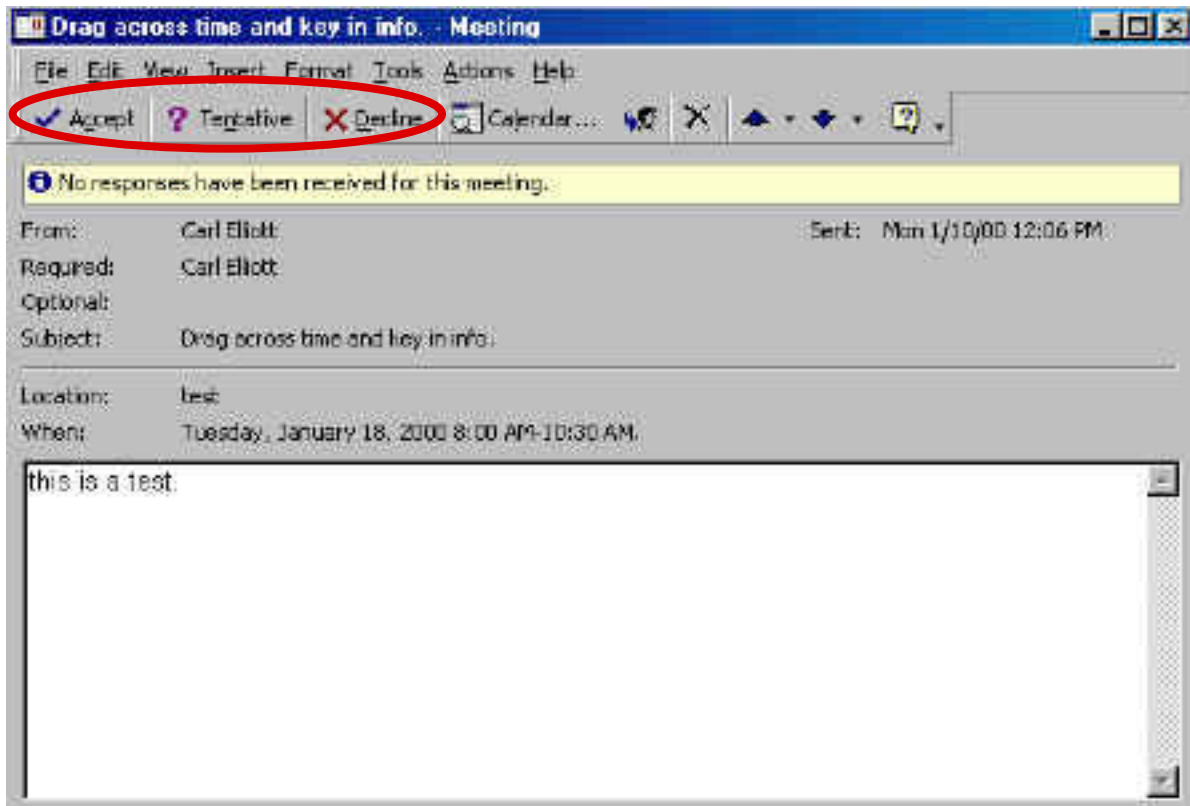 Drag across time and key in info. - Meeting
File Edit View Insert Format Tools Actions Help
Accept Tentative Decline Calendar...
No responses have been received for this meeting.
From: Carl Eliott Sent: Mon 1/10/00 12:06 PM
Required: Carl Eliott
Optional:
Subject: Drag across time and key in info.
Location: test
When: Tuesday, January 18, 2000 8:00 AM-10:30 AM.
this is a test.